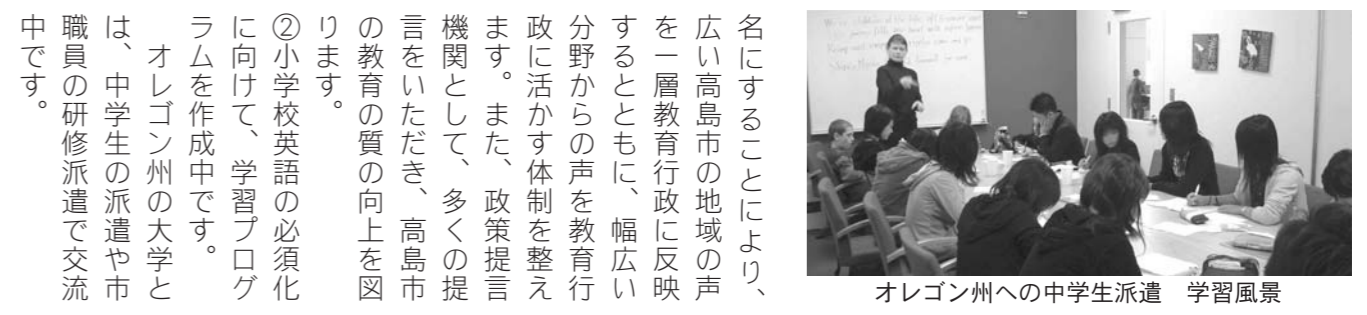 名にすることにより、
広い高島市の地域の声
を一層教育行政に反映
するとともに、幅広い
分野からの声を教育行
政に活かす体制を整え
ます。また、政策提言
機関として、多くの提
言をいただき、高島市
の教育の質の向上を図
ります。
②小学校英語の必須化
に向けて、学習プログ
ラムを作成中です。
オレゴン州の大学と
は、中学生の派遣や市
職員の研修派遣で交流
中です。
オレゴン州への中学生派遣　学習風景